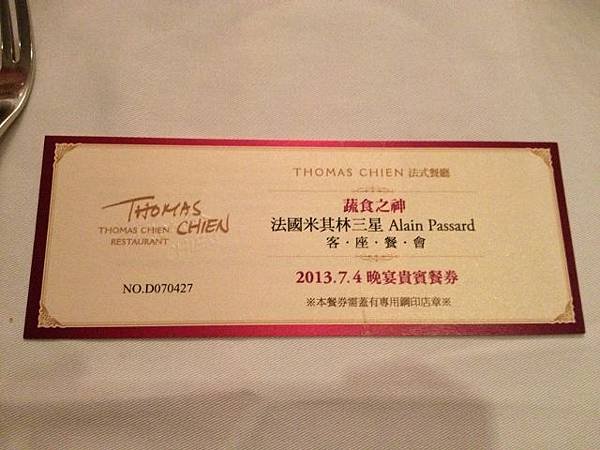 THOMAS CHIEN
THOMAS CHIEN
RESTAURANT
NO.D070427
THOMAS CHIEN 法式餐廳
蔬食之神
法國米其林三星 Alain Passard
客・座・餐・會
2013.7.4 晚宴貴賓餐券
※本餐券需蓋有專用鋼印店章※